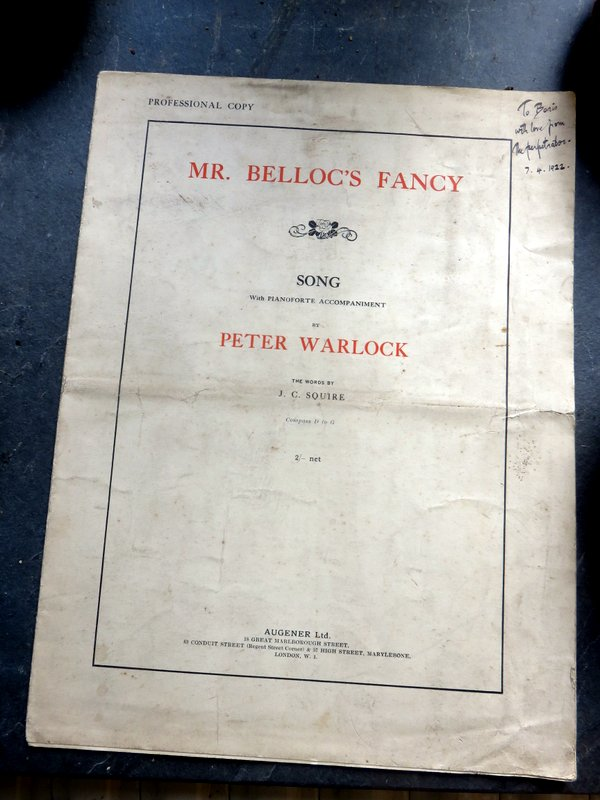 PROFESSIONAL COPY
To Boris
with love from
the perpetrator.
7. 4. 1922.
MR. BELLOC'S FANCY
SONG
With PIANOFORTE ACCOMPANIMENT
BY
PETER WARLOCK
THE WORDS BY
J. C. SQUIRE
Compass D to G
2/- net
AUGENER Ltd.
18 GREAT MARLBOROUGH STREET,
63 CONDUIT STREET (Regent Street Corner) & 57 HIGH STREET, MARYLEBONE,
LONDON, W. 1.